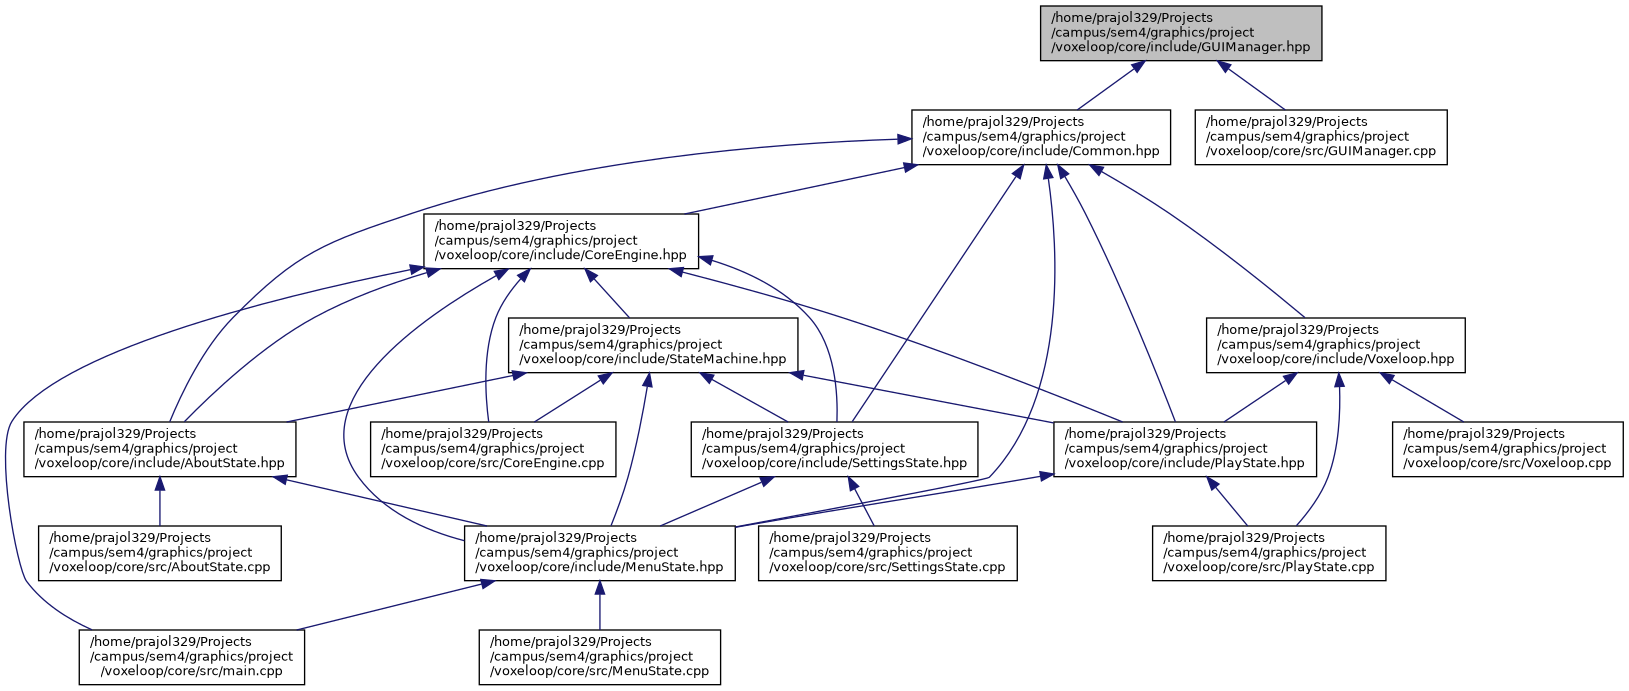 /home/prajol329/Projects
/campus/sem4/graphics/project
/voxeloop/core/include/GUIManager.hpp
/home/prajol329/Projects
/campus/sem4/graphics/project
/voxeloop/core/include/Common.hpp
/home/prajol329/Projects
/campus/sem4/graphics/project
/voxeloop/core/src/GUIManager.cpp
/home/prajol329/Projects
/campus/sem4/graphics/project
/voxeloop/core/include/CoreEngine.hpp
/home/prajol329/Projects
/campus/sem4/graphics/project
/voxeloop/core/include/StateMachine.hpp
/home/prajol329/Projects
/campus/sem4/graphics/project
/voxeloop/core/include/Voxeloop.hpp
/home/prajol329/Projects
/campus/sem4/graphics/project
/voxeloop/core/include/AboutState.hpp
/home/prajol329/Projects
/campus/sem4/graphics/project
/voxeloop/core/src/CoreEngine.cpp
/home/prajol329/Projects
/campus/sem4/graphics/project
/voxeloop/core/include/SettingsState.hpp
/home/prajol329/Projects
/campus/sem4/graphics/project
/voxeloop/core/include/PlayState.hpp
/home/prajol329/Projects
/campus/sem4/graphics/project
/voxeloop/core/src/Voxeloop.cpp
/home/prajol329/Projects
/campus/sem4/graphics/project
/voxeloop/core/src/AboutState.cpp
/home/prajol329/Projects
/campus/sem4/graphics/project
/voxeloop/core/include/MenuState.hpp
/home/prajol329/Projects
/campus/sem4/graphics/project
/voxeloop/core/src/SettingsState.cpp
/home/prajol329/Projects
/campus/sem4/graphics/project
/voxeloop/core/src/PlayState.cpp
/home/prajol329/Projects
/campus/sem4/graphics/project
/voxeloop/core/src/main.cpp
/home/prajol329/Projects
/campus/sem4/graphics/project
/voxeloop/core/src/MenuState.cpp